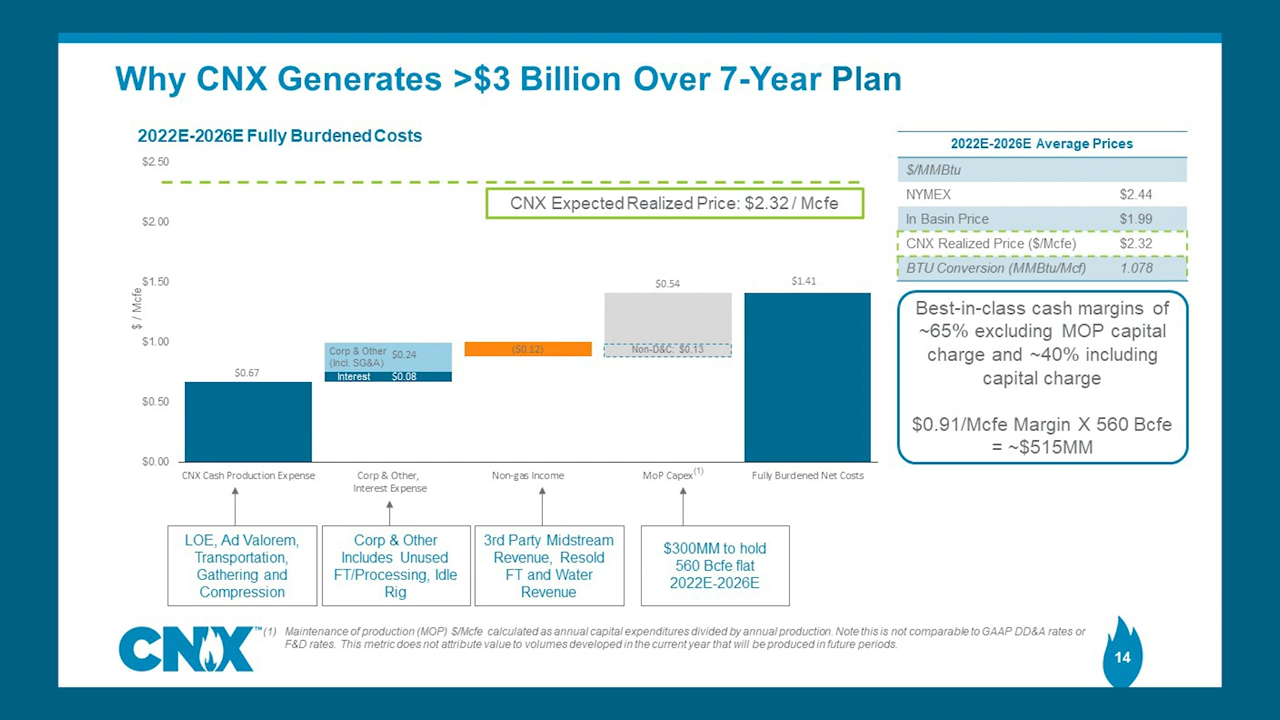 Why CNX Generates >$3 Billion Over 7-Year Plan
2022E-2026E Fully Burdened Costs
$2.50
$2.00
$1.50
$1.00
$0.50
$0.00
$ / Mcfe
CNX Expected Realized Price: $2.32 / Mcfe
$0.67
Corp & Other
(Incl. SG&A)
$0.24
Interest $0.08
($0.12)
$0.54
Non-D&C: $0.13
$1.41
CNX Cash Production Expense
Corp & Other,
Interest Expense
Non-gas Income
MoP Capex(1)
Fully Burdened Net Costs
LOE, Ad Valorem,
Transportation,
Gathering and
Compression
Corp & Other
Includes Unused
FT/Processing, Idle
Rig
3rd Party Midstream
Revenue, Resold
FT and Water
Revenue
$300MM to hold
560 Bcfe flat
2022E-2026E
2022E-2026E Average Prices
$/MMBtu
NYMEX $2.44
In Basin Price $1.99
CNX Realized Price ($/Mcfe) $2.32
BTU Conversion (MMBtu/Mcf) 1.078
Best-in-class cash margins of
~65% excluding MOP capital
charge and ~40% including
capital charge
$0.91/Mcfe Margin X 560 Bcfe
= ~$515MM
CNX™
(1) Maintenance of production (MOP) $/Mcfe calculated as annual capital expenditures divided by annual production. Note this is not comparable to GAAP DD&A rates or
F&D rates. This metric does not attribute value to volumes developed in the current year that will be produced in future periods.
14